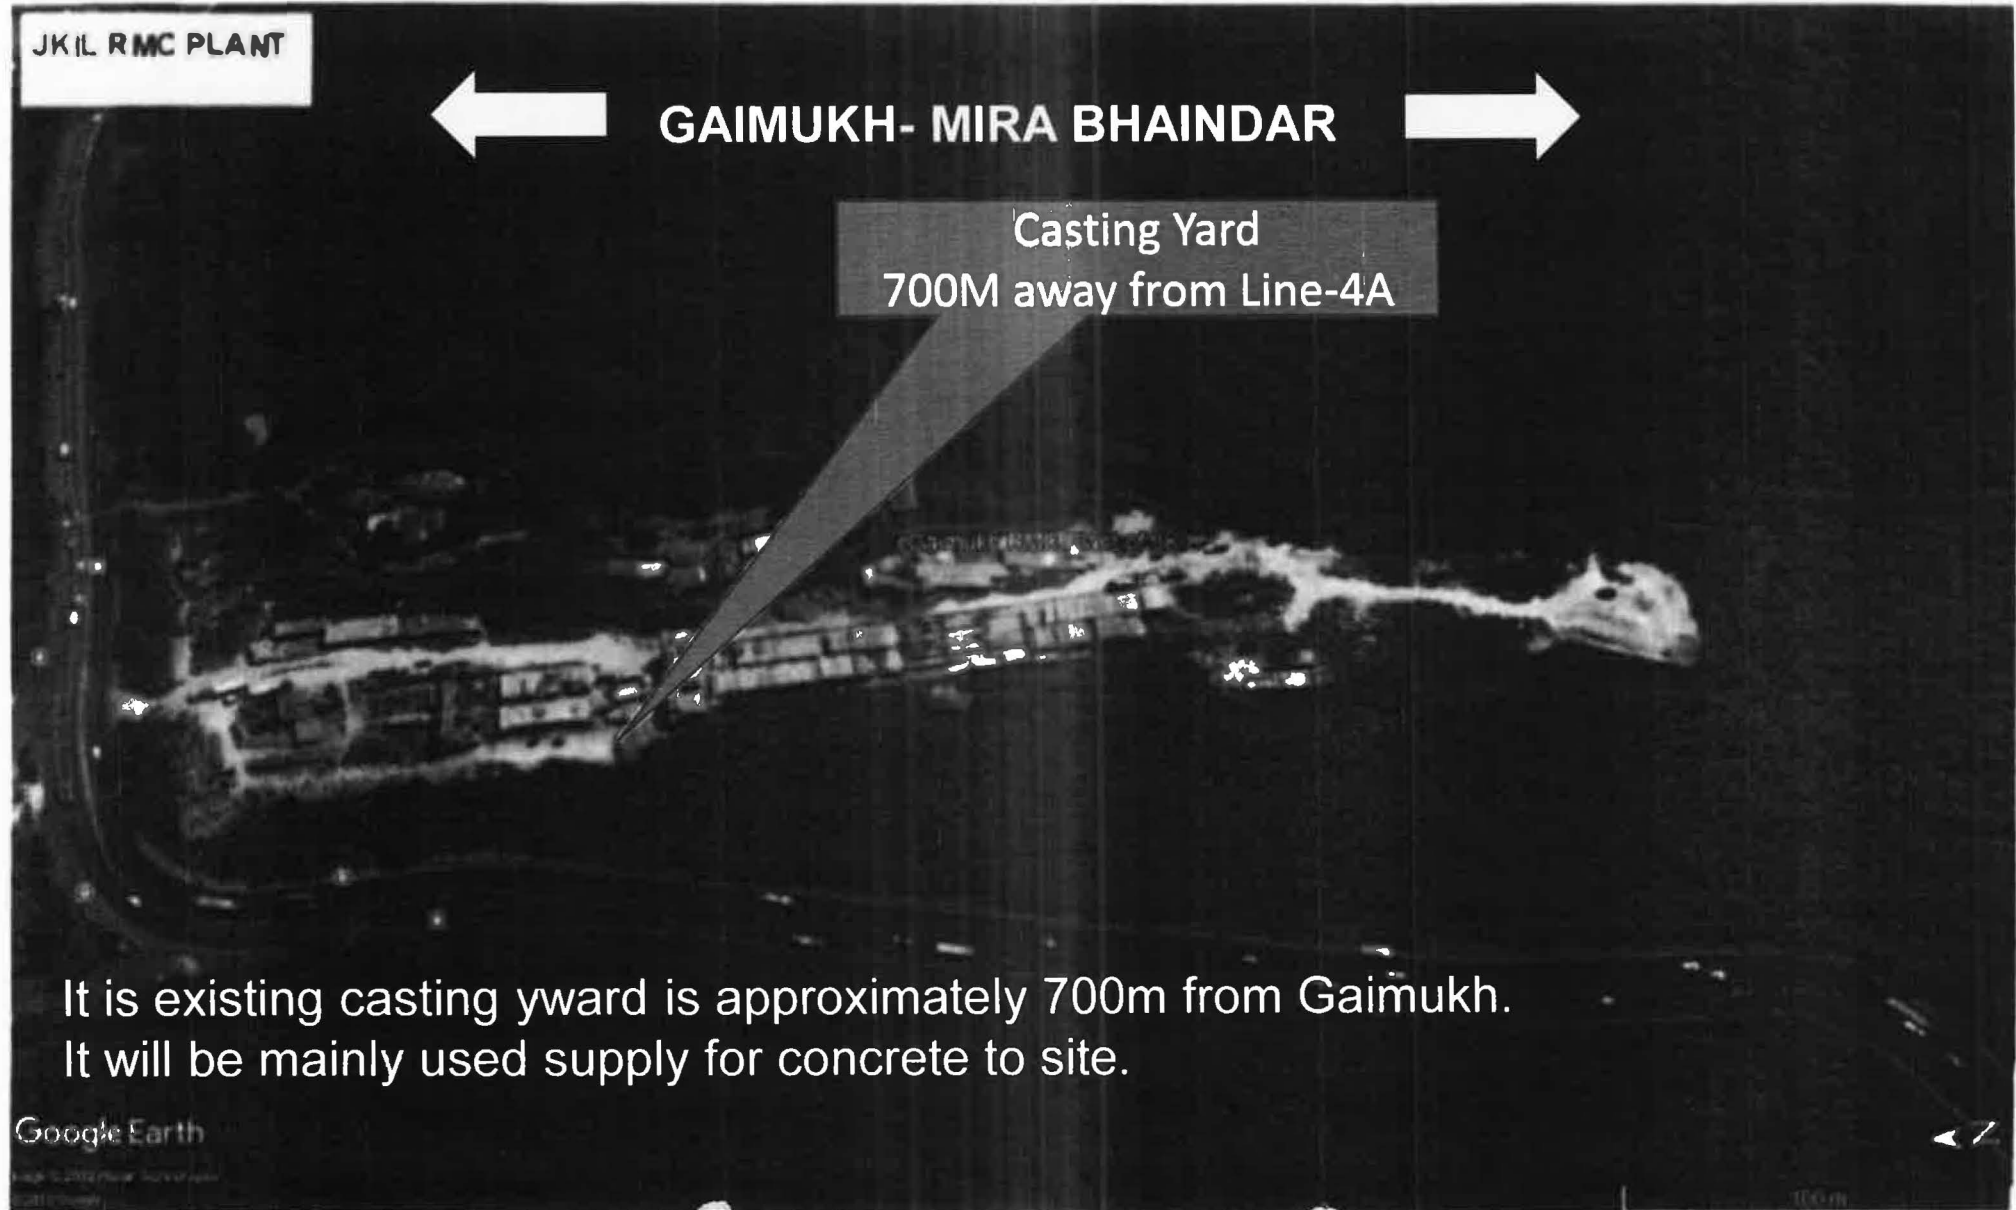 JKIL RMC PLANT
GAIMUKH- MIRA BHAINDAR
Casting Yard
700M away from Line-4A
It is existing casting yward is approximately 700m from Gaimukh.
It will be mainly used supply for concrete to site.
Google Earth
100 m